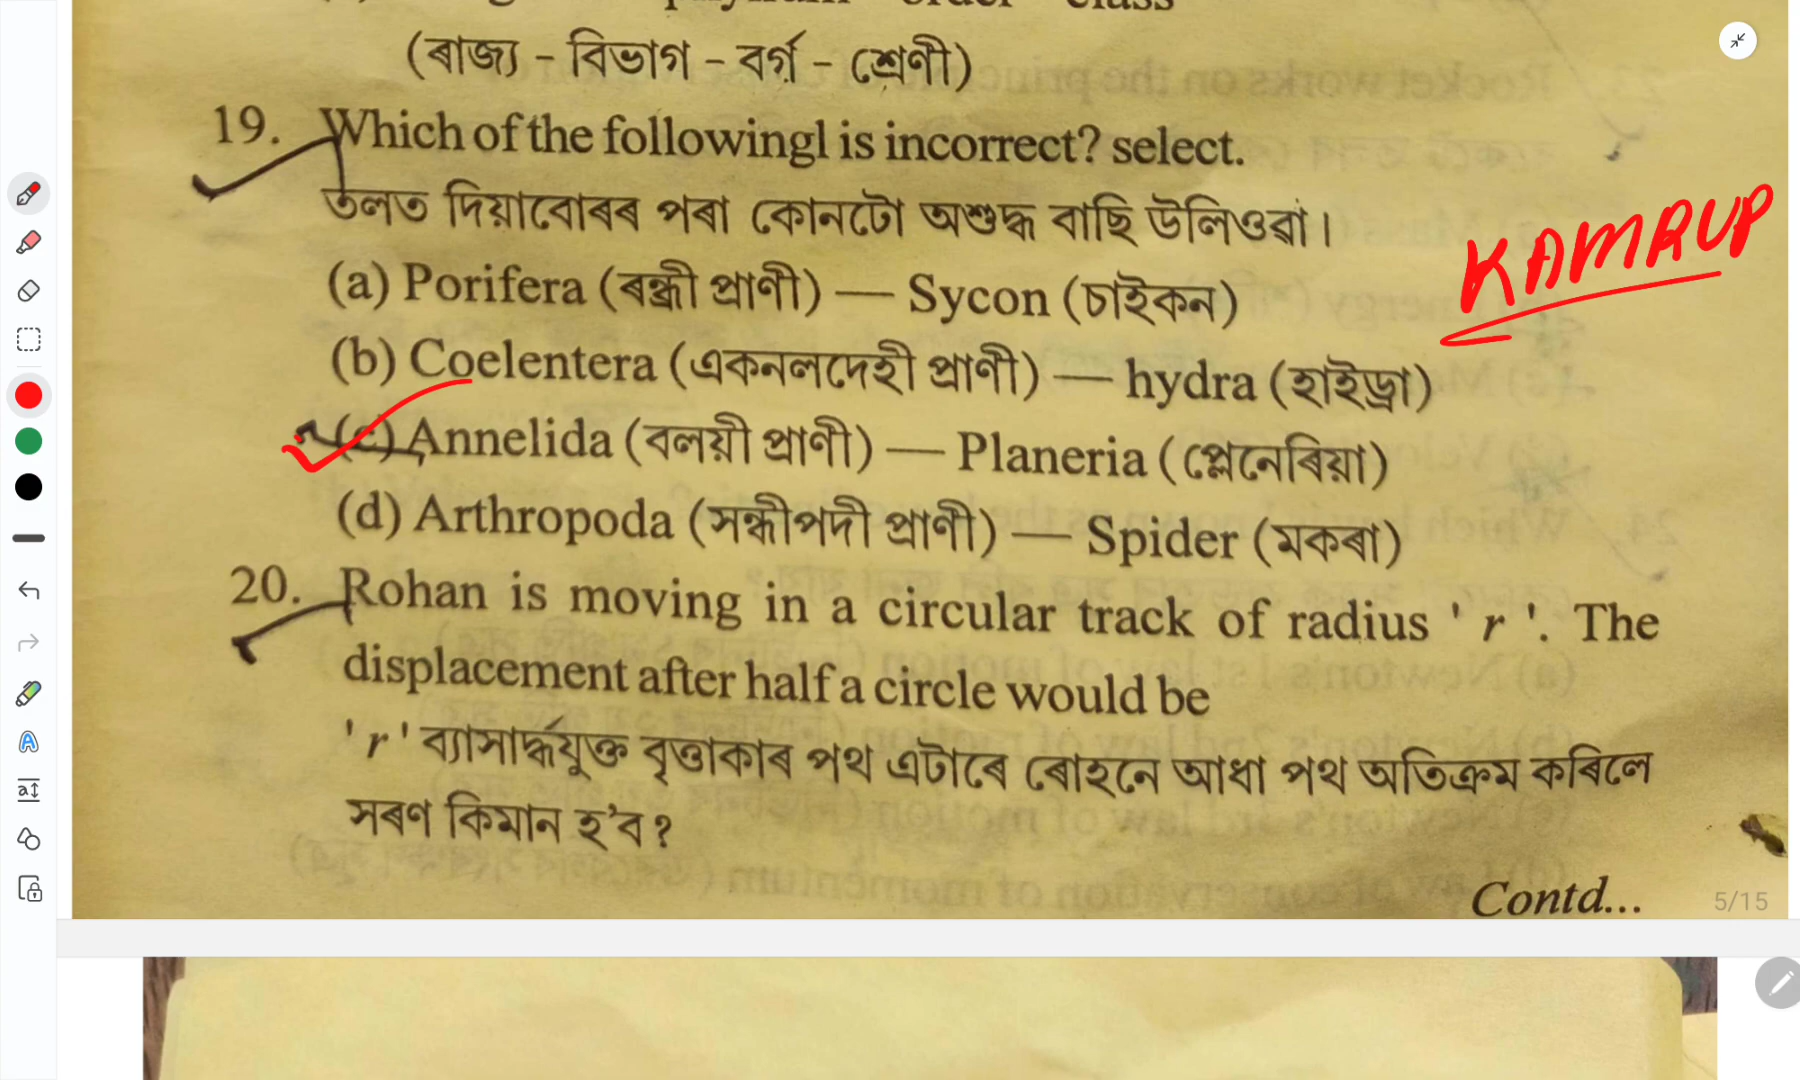 (ৰাজ্য - বিভাগ - বৰ্গ - শ্ৰেণী)
19. Which of the followingl is incorrect? select.
তলত দিয়াবোৰৰ পৰা কোনটো অশুদ্ধ বাছি উলিওৱা।
KAMRUP
(a) Porifera (ৰন্ধ্ৰী প্ৰাণী) — Sycon (চাইকন)
(b) Coelentera (একনলদেহী প্ৰাণী) — hydra (হাইড্ৰা)
(c) Annelida (বলয়ী প্ৰাণী) — Planeria (প্লেনেৰিয়া)
(d) Arthropoda (সন্ধীপদী প্ৰাণী) — Spider (মকৰা)
20. Rohan is moving in a circular track of radius ' r '. The
displacement after half a circle would be
' r ' ব্যাসাৰ্দ্ধযুক্ত বৃত্তাকাৰ পথ এটাৰে ৰোহনে আধা পথ অতিক্ৰম কৰিলে
সৰণ কিমান হ'ব?
Contd...
5/15